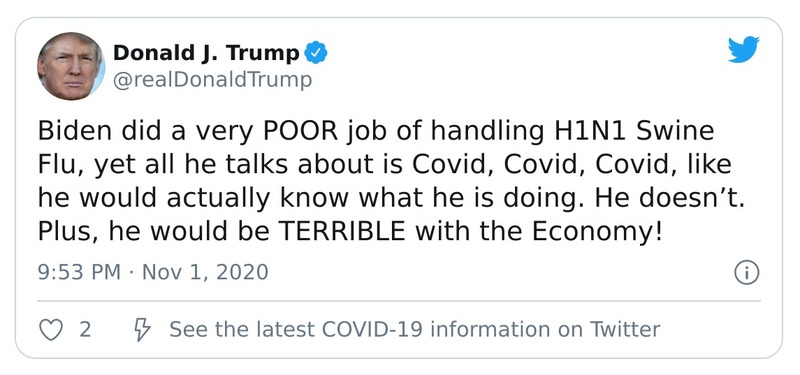 Donald J. Trump
@realDonaldTrump
Biden did a very POOR job of handling H1N1 Swine
Flu, yet all he talks about is Covid, Covid, Covid, like
he would actually know what he is doing. He doesn’t.
Plus, he would be TERRIBLE with the Economy!
9:53 PM · Nov 1, 2020
2 See the latest COVID-19 information on Twitter